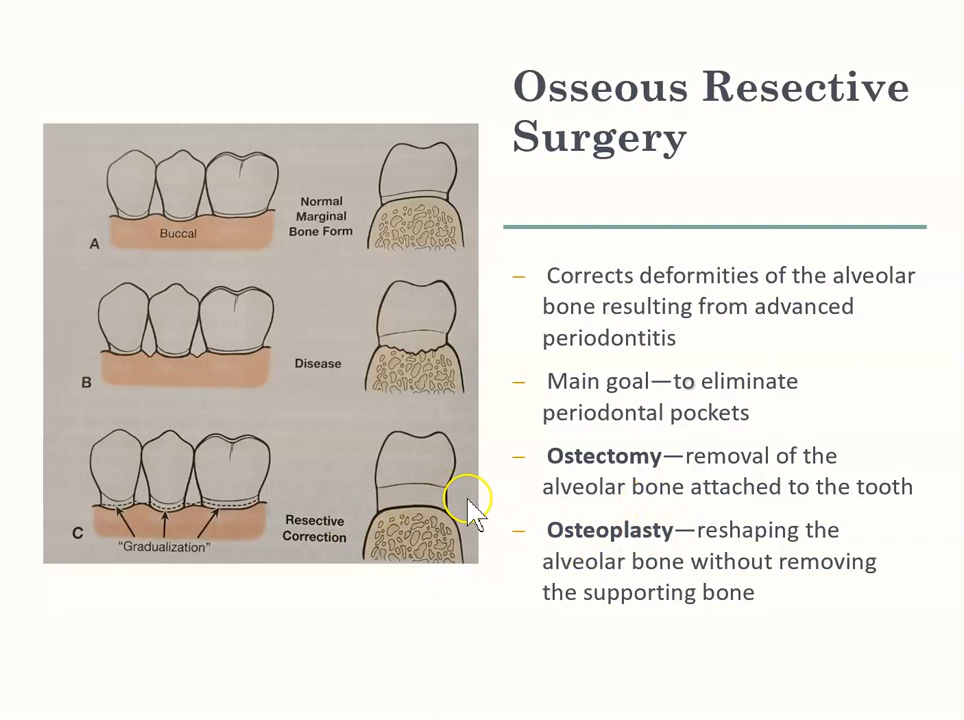 Osseous Resective
Surgery
Normal
Marginal
Bone Form
Buccal
A
Disease
B
Resective
Correction
C
“Gradualization”
– Corrects deformities of the alveolar
bone resulting from advanced
periodontitis
– Main goal—to eliminate
periodontal pockets
– Ostectomy—removal of the
alveolar bone attached to the tooth
– Osteoplasty—reshaping the
alveolar bone without removing
the supporting bone